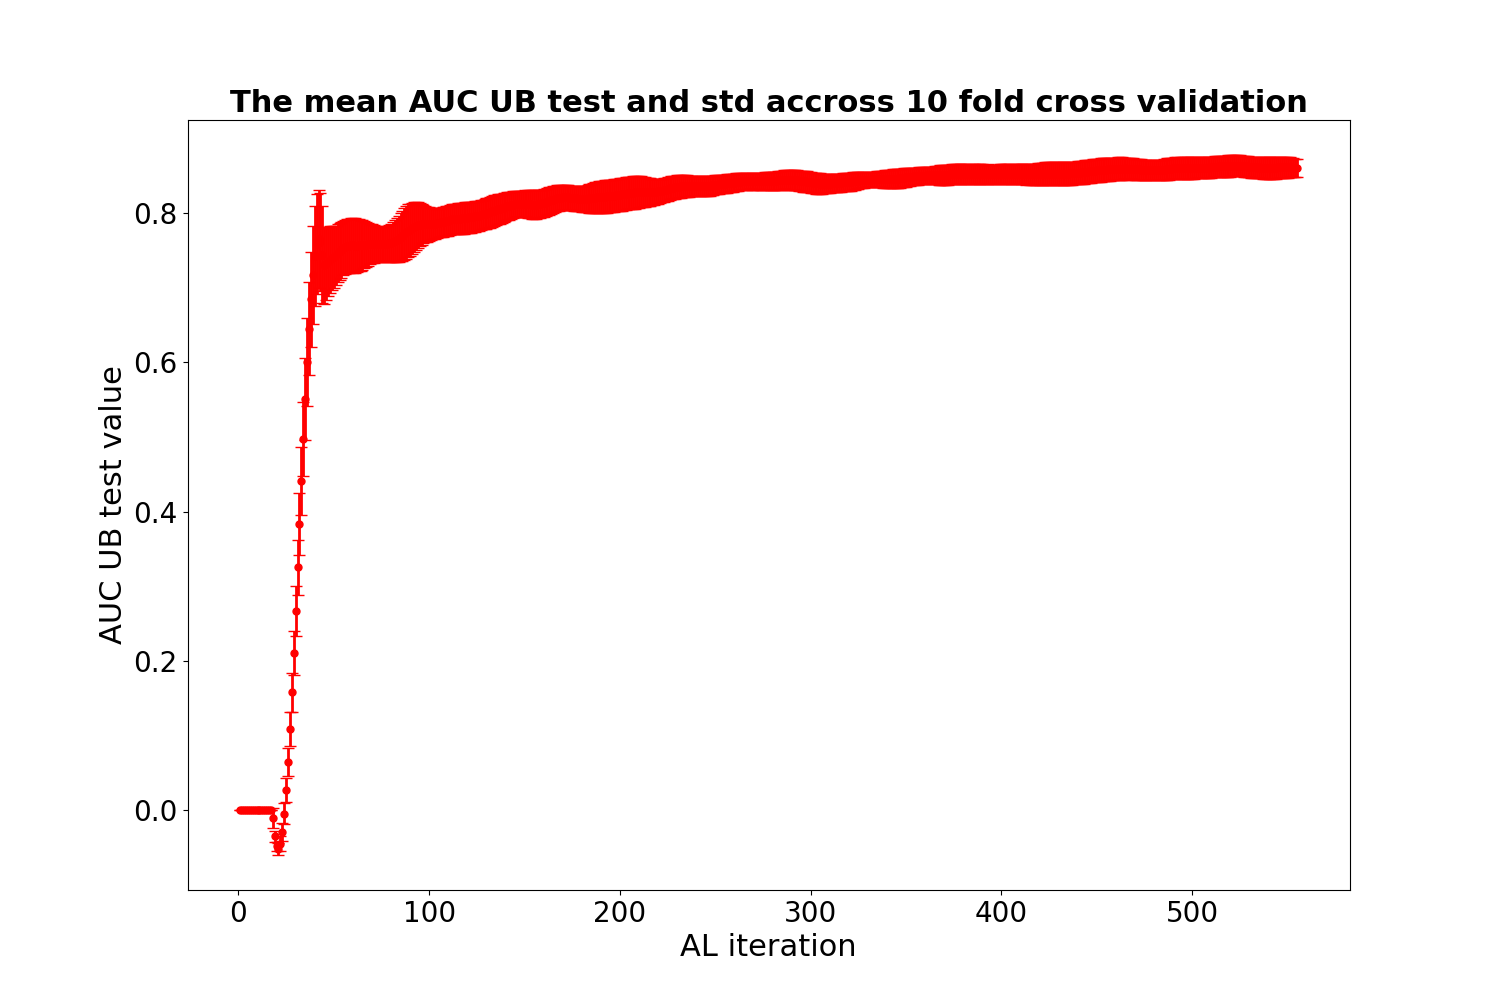 The mean AUC UB test and std accross 10 fold cross validation
0.8
0.6
0.4
0.2
0.0
AUC UB test value
0 100 200 300 400 500
AL iteration